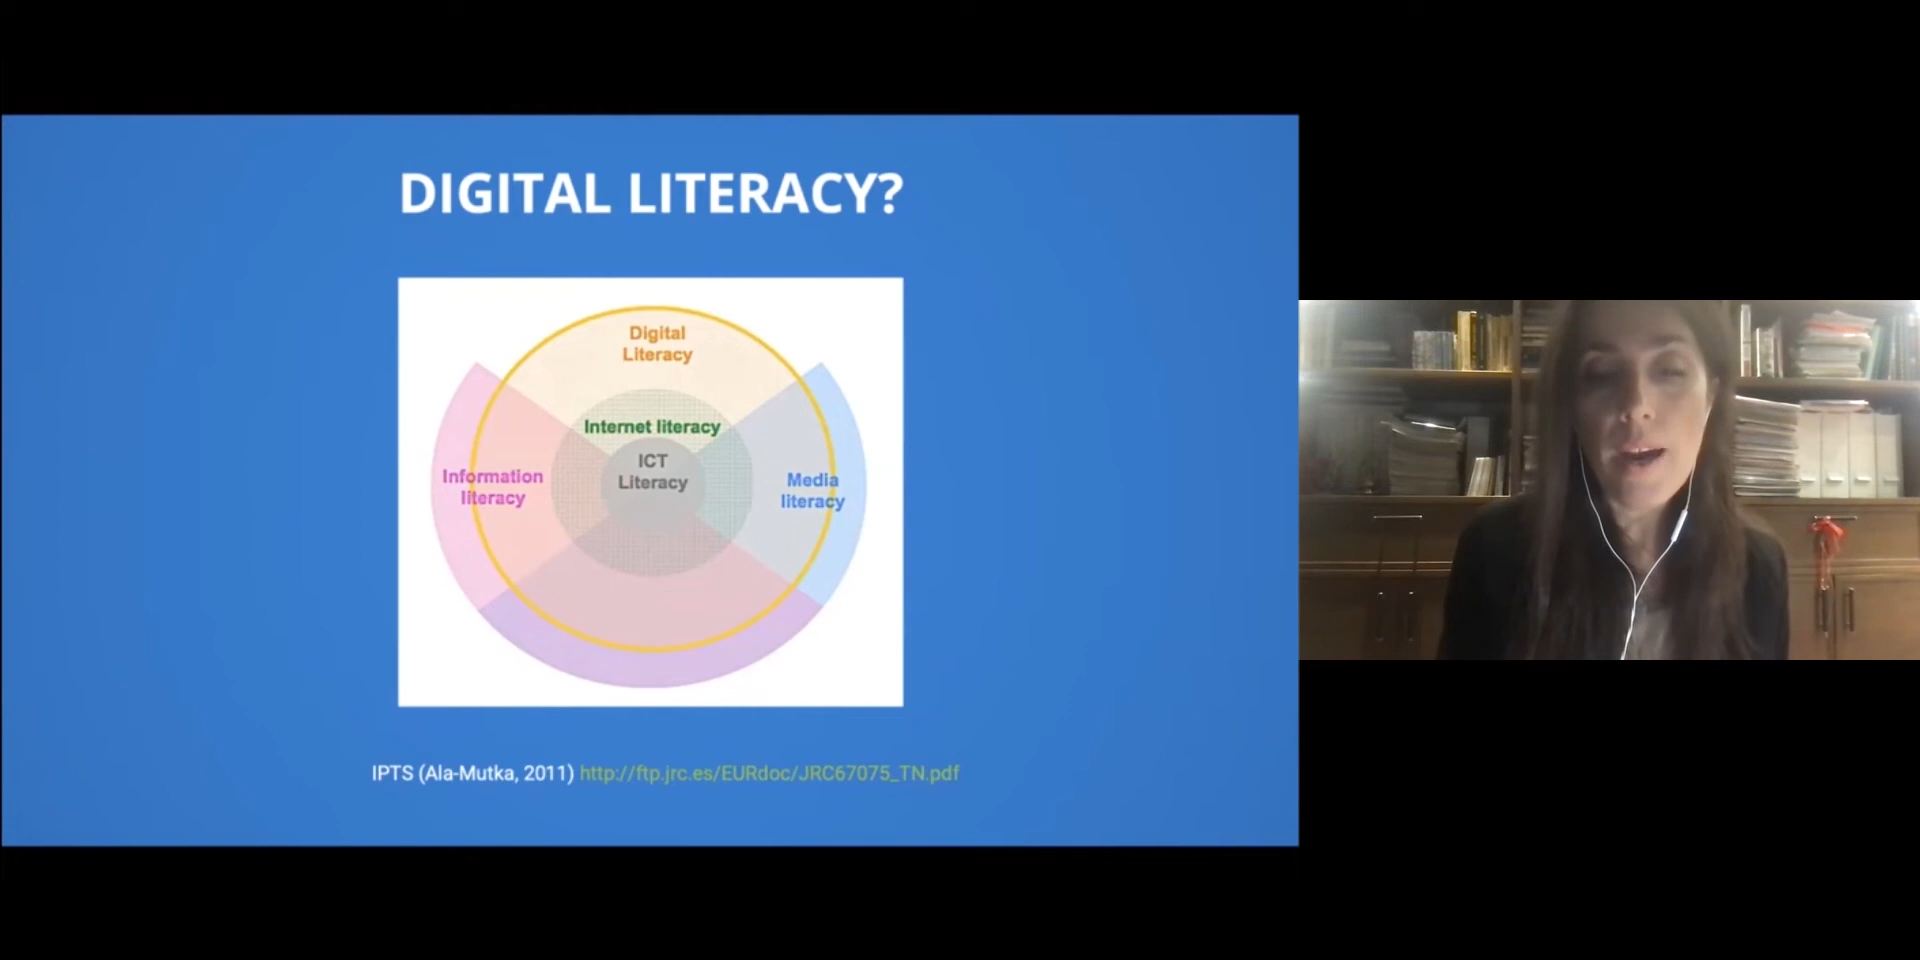 DIGITAL LITERACY?
Digital
Literacy
Internet literacy
ICT
Literacy
Information
literacy
Media
literacy
IPTS (Ala-Mutka, 2011) http://ftp.jrc.es/EURdoc/JRC67075_TN.pdf